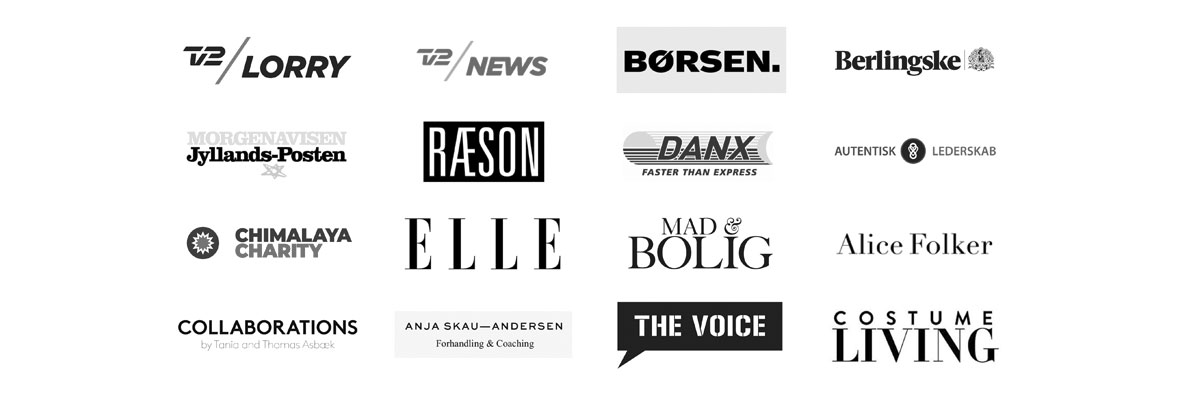 TV2/LORRY
TV2/NEWS
BØRSEN.
Berlingske
MORGENAVISEN
Jyllands-Posten
RÆSON
DANX
FASTER THAN EXPRESS
AUTENTISK LEDERSKAB
CHIMALAYA
CHARITY
ELLE
MAD &
BOLIG
Alice Folker
COLLABORATIONS
by Tania and Thomas Asbæk
ANJA SKAU—ANDERSEN
Forhandling & Coaching
THE VOICE
COSTUME
LIVING